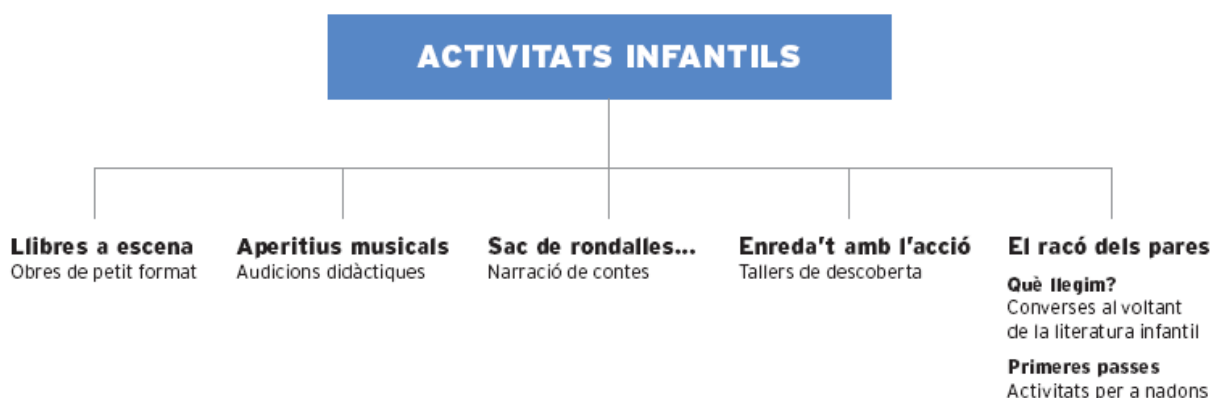 ACTIVITATS INFANTILS
Llibres a escena
Obres de petit format
Aperitius musicals
Audicions didàctiques
Sac de rondalles...
Narració de contes
Enreda't amb l'acció
Tallers de descoberta
El racó dels pares
Què llegim?
Converses al voltant
de la literatura infantil
Primeres passes
Activitats per a nadons